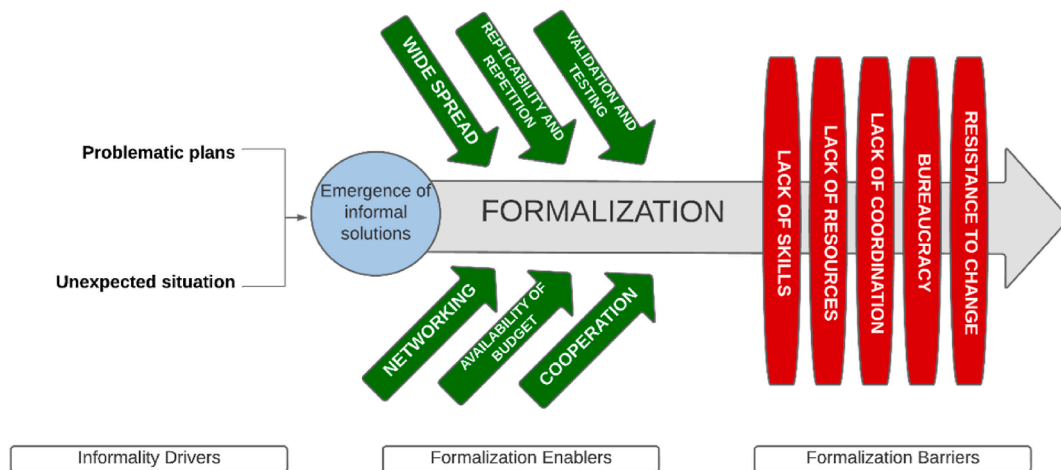 Problematic plans
Unexpected situation
Emergence of
informal
solutions
WIDE SPREAD
REPLICABILITY AND
REPETITION
VALIDATION AND
TESTING
FORMALIZATION
NETWORKING
AVAILABILITY OF
BUDGET
COOPERATION
LACK OF SKILLS
LACK OF RESOURCES
LACK OF COORDINATION
BUREAUCRACY
RESISTANCE TO CHANGE
Informality Drivers
Formalization Enablers
Formalization Barriers